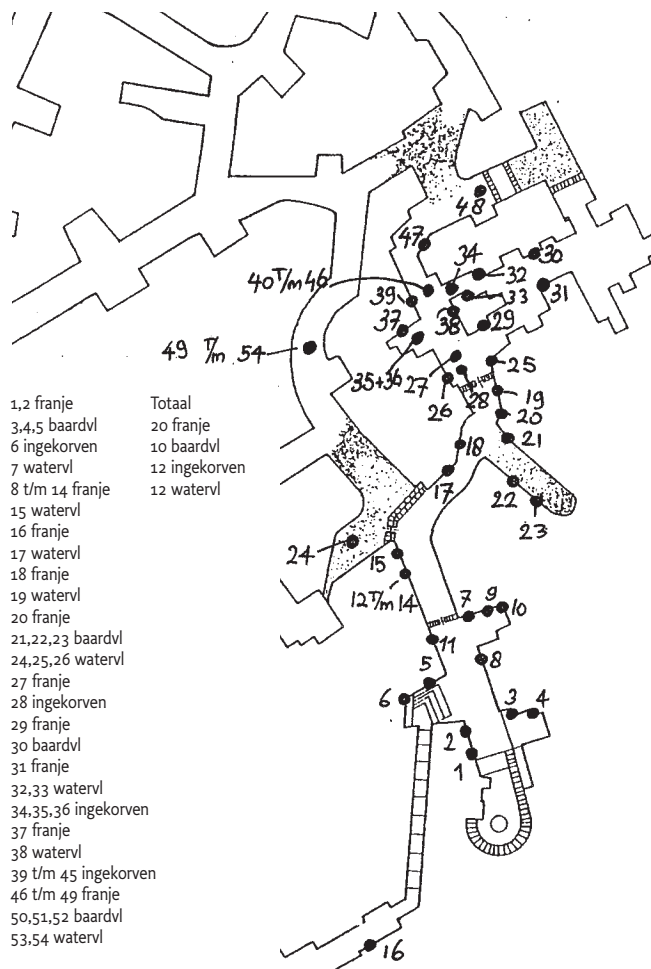 48
47
30
34
32
40 T/m 46
33
31
39
38
29
37
49 T/m 54
35+36
27
25
28
26
19
20
21
18
17
22
23
24
15
12 T/m 14
7
9
10
11
8
5
6
3
4
2
1
16
1,2 franje
3,4,5 baardvl
6 ingekorven
7 watervl
8 t/m 14 franje
15 watervl
16 franje
17 watervl
18 franje
19 watervl
20 franje
21,22,23 baardvl
24,25,26 watervl
27 franje
28 ingekorven
29 franje
30 baardvl
31 franje
32,33 watervl
34,35,36 ingekorven
37 franje
38 watervl
39 t/m 45 ingekorven
46 t/m 49 franje
50,51,52 baardvl
53,54 watervl
Totaal
20 franje
10 baardvl
12 ingekorven
12 watervl